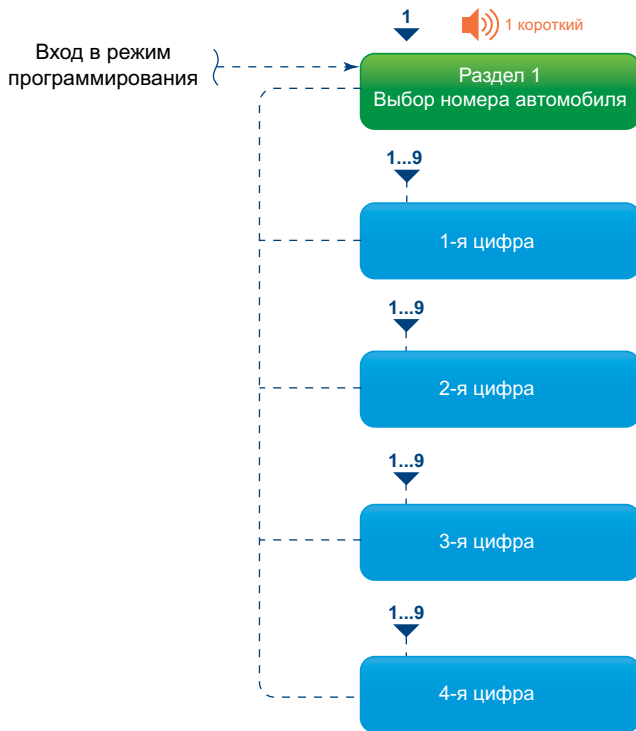 1
1 короткий
Вход в режим
программирования
Раздел 1
Выбор номера автомобиля
1...9
1-я цифра
1...9
2-я цифра
1...9
3-я цифра
1...9
4-я цифра